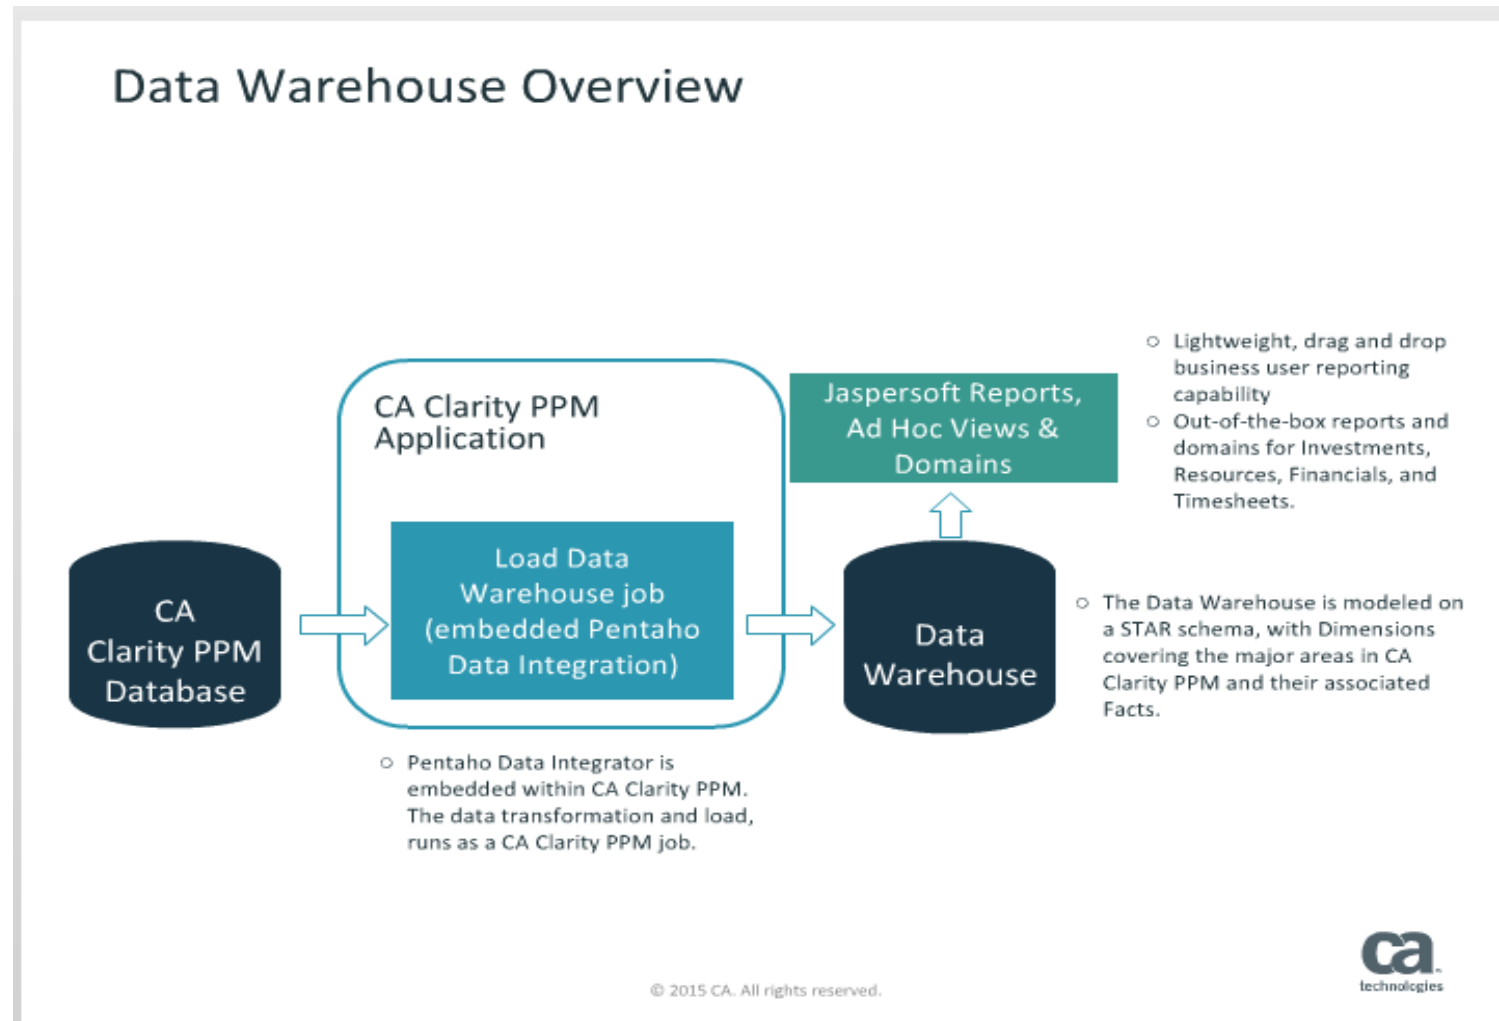 Data Warehouse Overview
CA Clarity PPM
Application
Load Data
Warehouse job
(embedded Pentaho
Data Integration)
CA
Clarity PPM
Database
Pentaho Data Integrator is
embedded within CA Clarity PPM.
The data transformation and load,
runs as a CA Clarity PPM job.
Jaspersoft Reports,
Ad Hoc Views &
Domains
Data
Warehouse
Lightweight, drag and drop
business user reporting
capability
Out-of-the-box reports and
domains for Investments,
Resources, Financials, and
Timesheets.
The Data Warehouse is modeled on
a STAR schema, with Dimensions
covering the major areas in CA
Clarity PPM and their associated
Facts.
© 2015 CA. All rights reserved.
ca
technologies